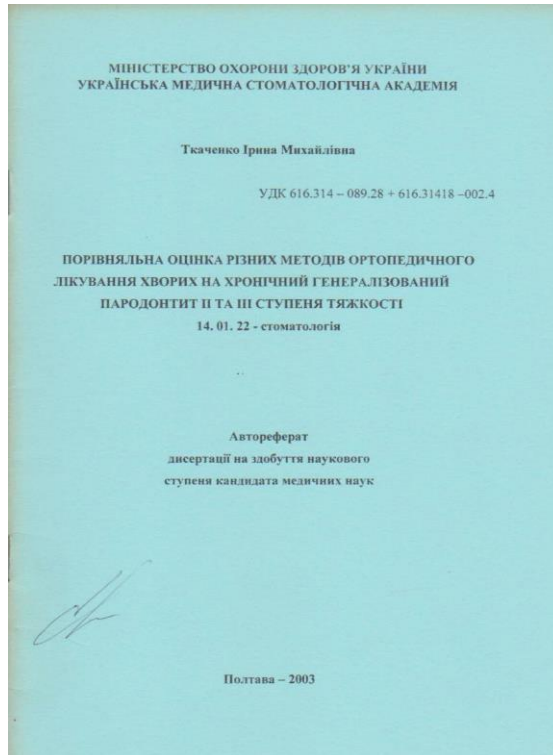 МІНІСТЕРСТВО ОХОРОНИ ЗДОРОВ'Я УКРАЇНИ
УКРАЇНСЬКА МЕДИЧНА СТОМАТОЛОГІЧНА АКАДЕМІЯ
Ткаченко Ірина Михайлівна
УДК 616.314 – 089.28 + 616.31418 –002.4
ПОРІВНЯЛЬНА ОЦІНКА РІЗНИХ МЕТОДІВ ОРТОПЕДИЧНОГО
ЛІКУВАННЯ ХВОРИХ НА ХРОНІЧНИЙ ГЕНЕРАЛІЗОВАНИЙ
ПАРОДОНТИТ ІІ ТА ІІІ СТУПЕНЯ ТЯЖКОСТІ
14. 01. 22 - стоматологія
Автореферат
дисертації на здобуття наукового
ступеня кандидата медичних наук
Полтава – 2003